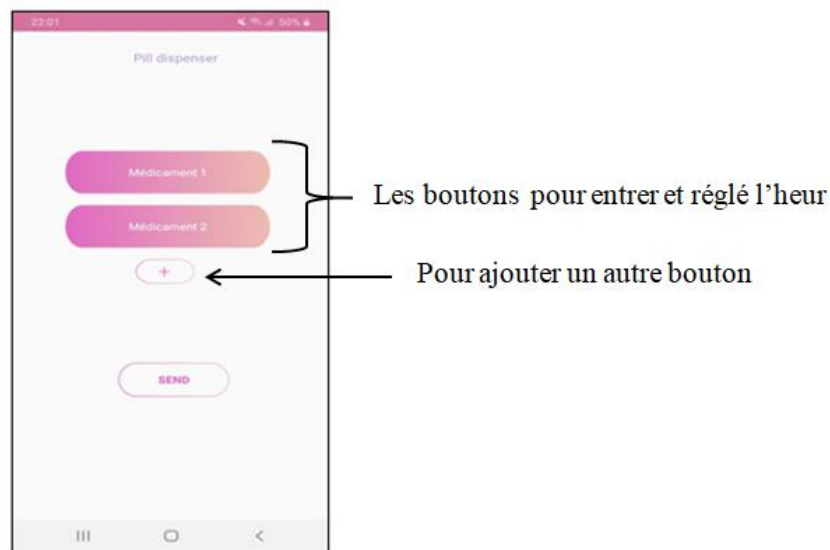 22:01 50%
Pill dispenser
Médicament 1
Médicament 2
Les boutons pour entrer et réglé l’heur
+
Pour ajouter un autre bouton
SEND